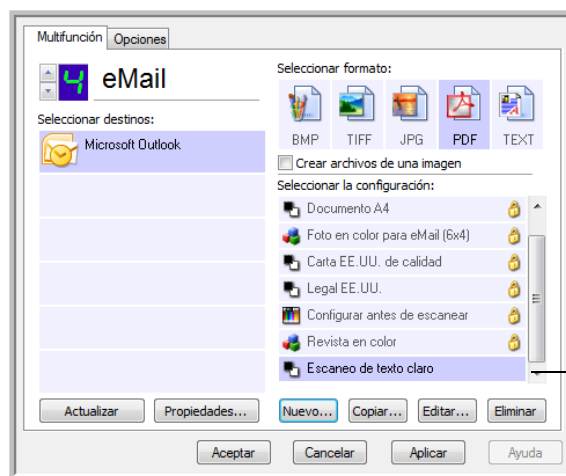 Multifunción Opciones
4 eMail
Seleccionar destinos:
Microsoft Outlook
Actualizar Propiedades...
Seleccionar formato:
BMP TIFF JPG PDF TEXT
Crear archivos de una imagen
Seleccionar la configuración:
Documento A4
Foto en color para eMail (6x4)
Carta EE.UU. de calidad
Legal EE.UU.
Configurar antes de escanear
Revista en color
Escaneo de texto claro
Nuevo... Copiar... Editar... Eliminar
Aceptar Cancelar Aplicar Ayuda